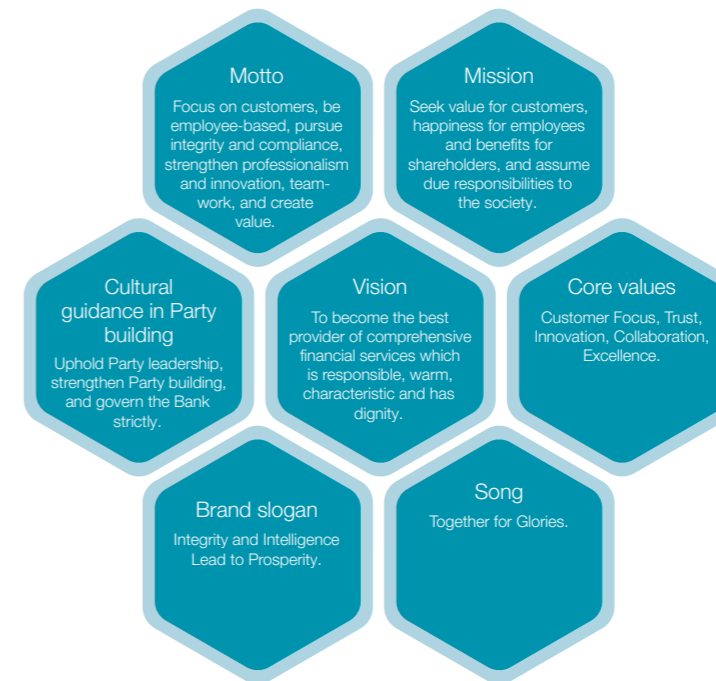 Motto
Focus on customers, be
employee-based, pursue
integrity and compliance,
strengthen professionalism
and innovation, team-
work, and create
value.
Mission
Seek value for customers,
happiness for employees
and benefits for
shareholders, and assume
due responsibilities to
the society.
Cultural
guidance in Party
building
Uphold Party leadership,
strengthen Party building,
and govern the Bank
strictly.
Vision
To become the best
provider of comprehensive
financial services which
is responsible, warm,
characteristic and has
dignity.
Core values
Customer Focus, Trust,
Innovation, Collaboration,
Excellence.
Brand slogan
Integrity and Intelligence
Lead to Prosperity.
Song
Together for Glories.